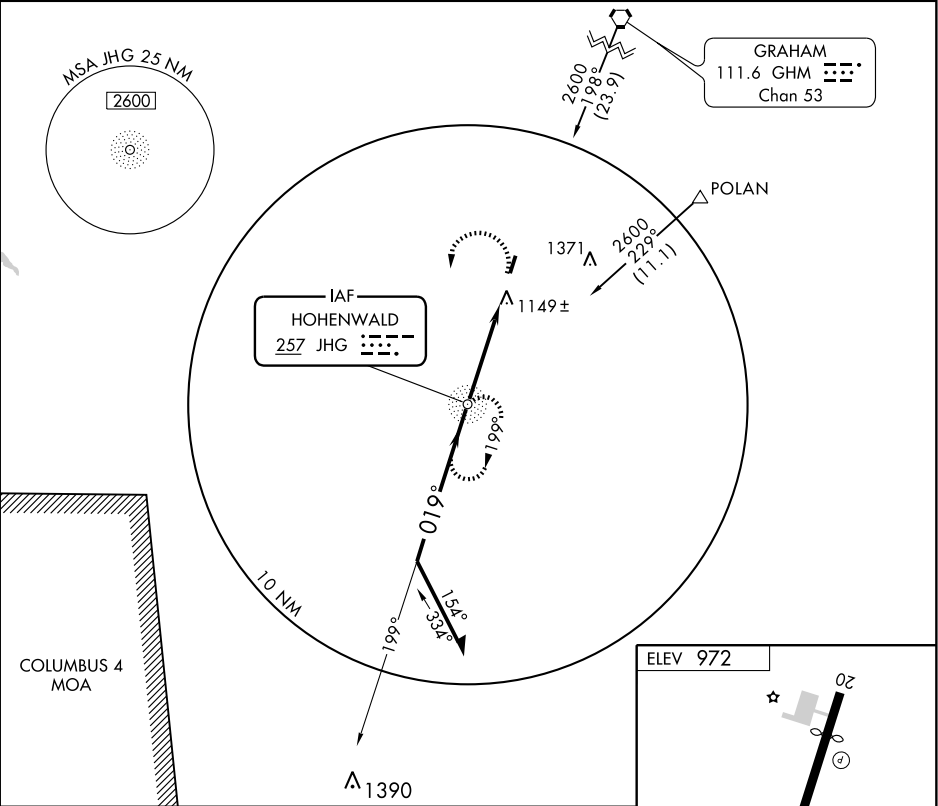 MSA JHG 25 NM
2600
2600
198°
(23.9)
GRAHAM
111.6 GHM
Chan 53
POLAN
2600
229°
(11.1)
1371
1149±
IAF
HOHENWALD
257 JHG
199°
019°
10 NM
154°
334°
199°
COLUMBUS 4
MOA
1390
ELEV 972
20
P